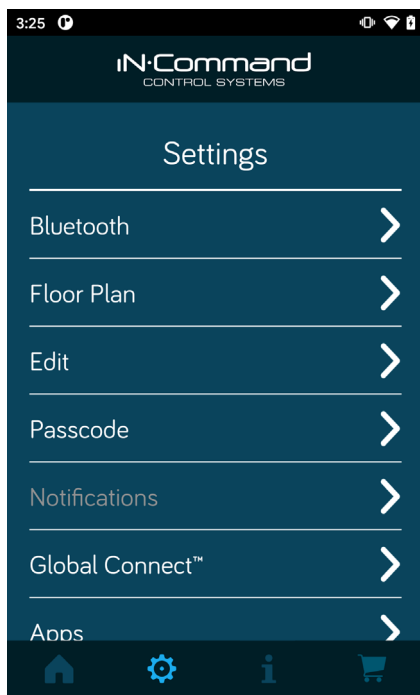 3:25
iN·Command
CONTROL SYSTEMS
Settings
Bluetooth
Floor Plan
Edit
Passcode
Notifications
Global Connect™
Apps